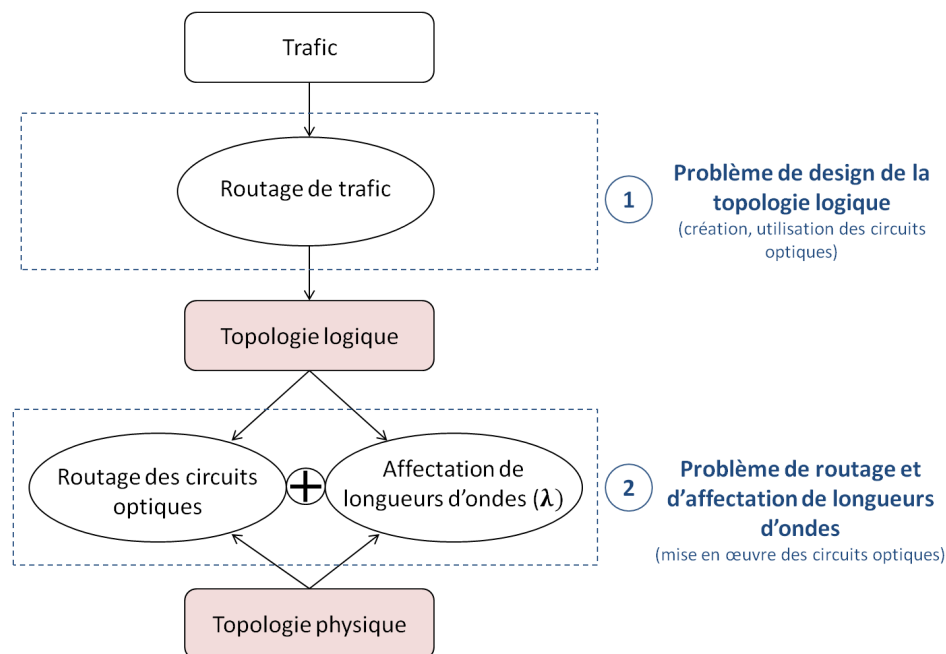 Trafic
Routage de trafic
1
Problème de design de la
topologie logique
(création, utilisation des circuits
optiques)
Topologie logique
Routage des circuits
optiques
+
Affectation de
longueurs d'ondes (λ)
2
Problème de routage et
d'affectation de longueurs
d'ondes
(mise en œuvre des circuits optiques)
Topologie physique